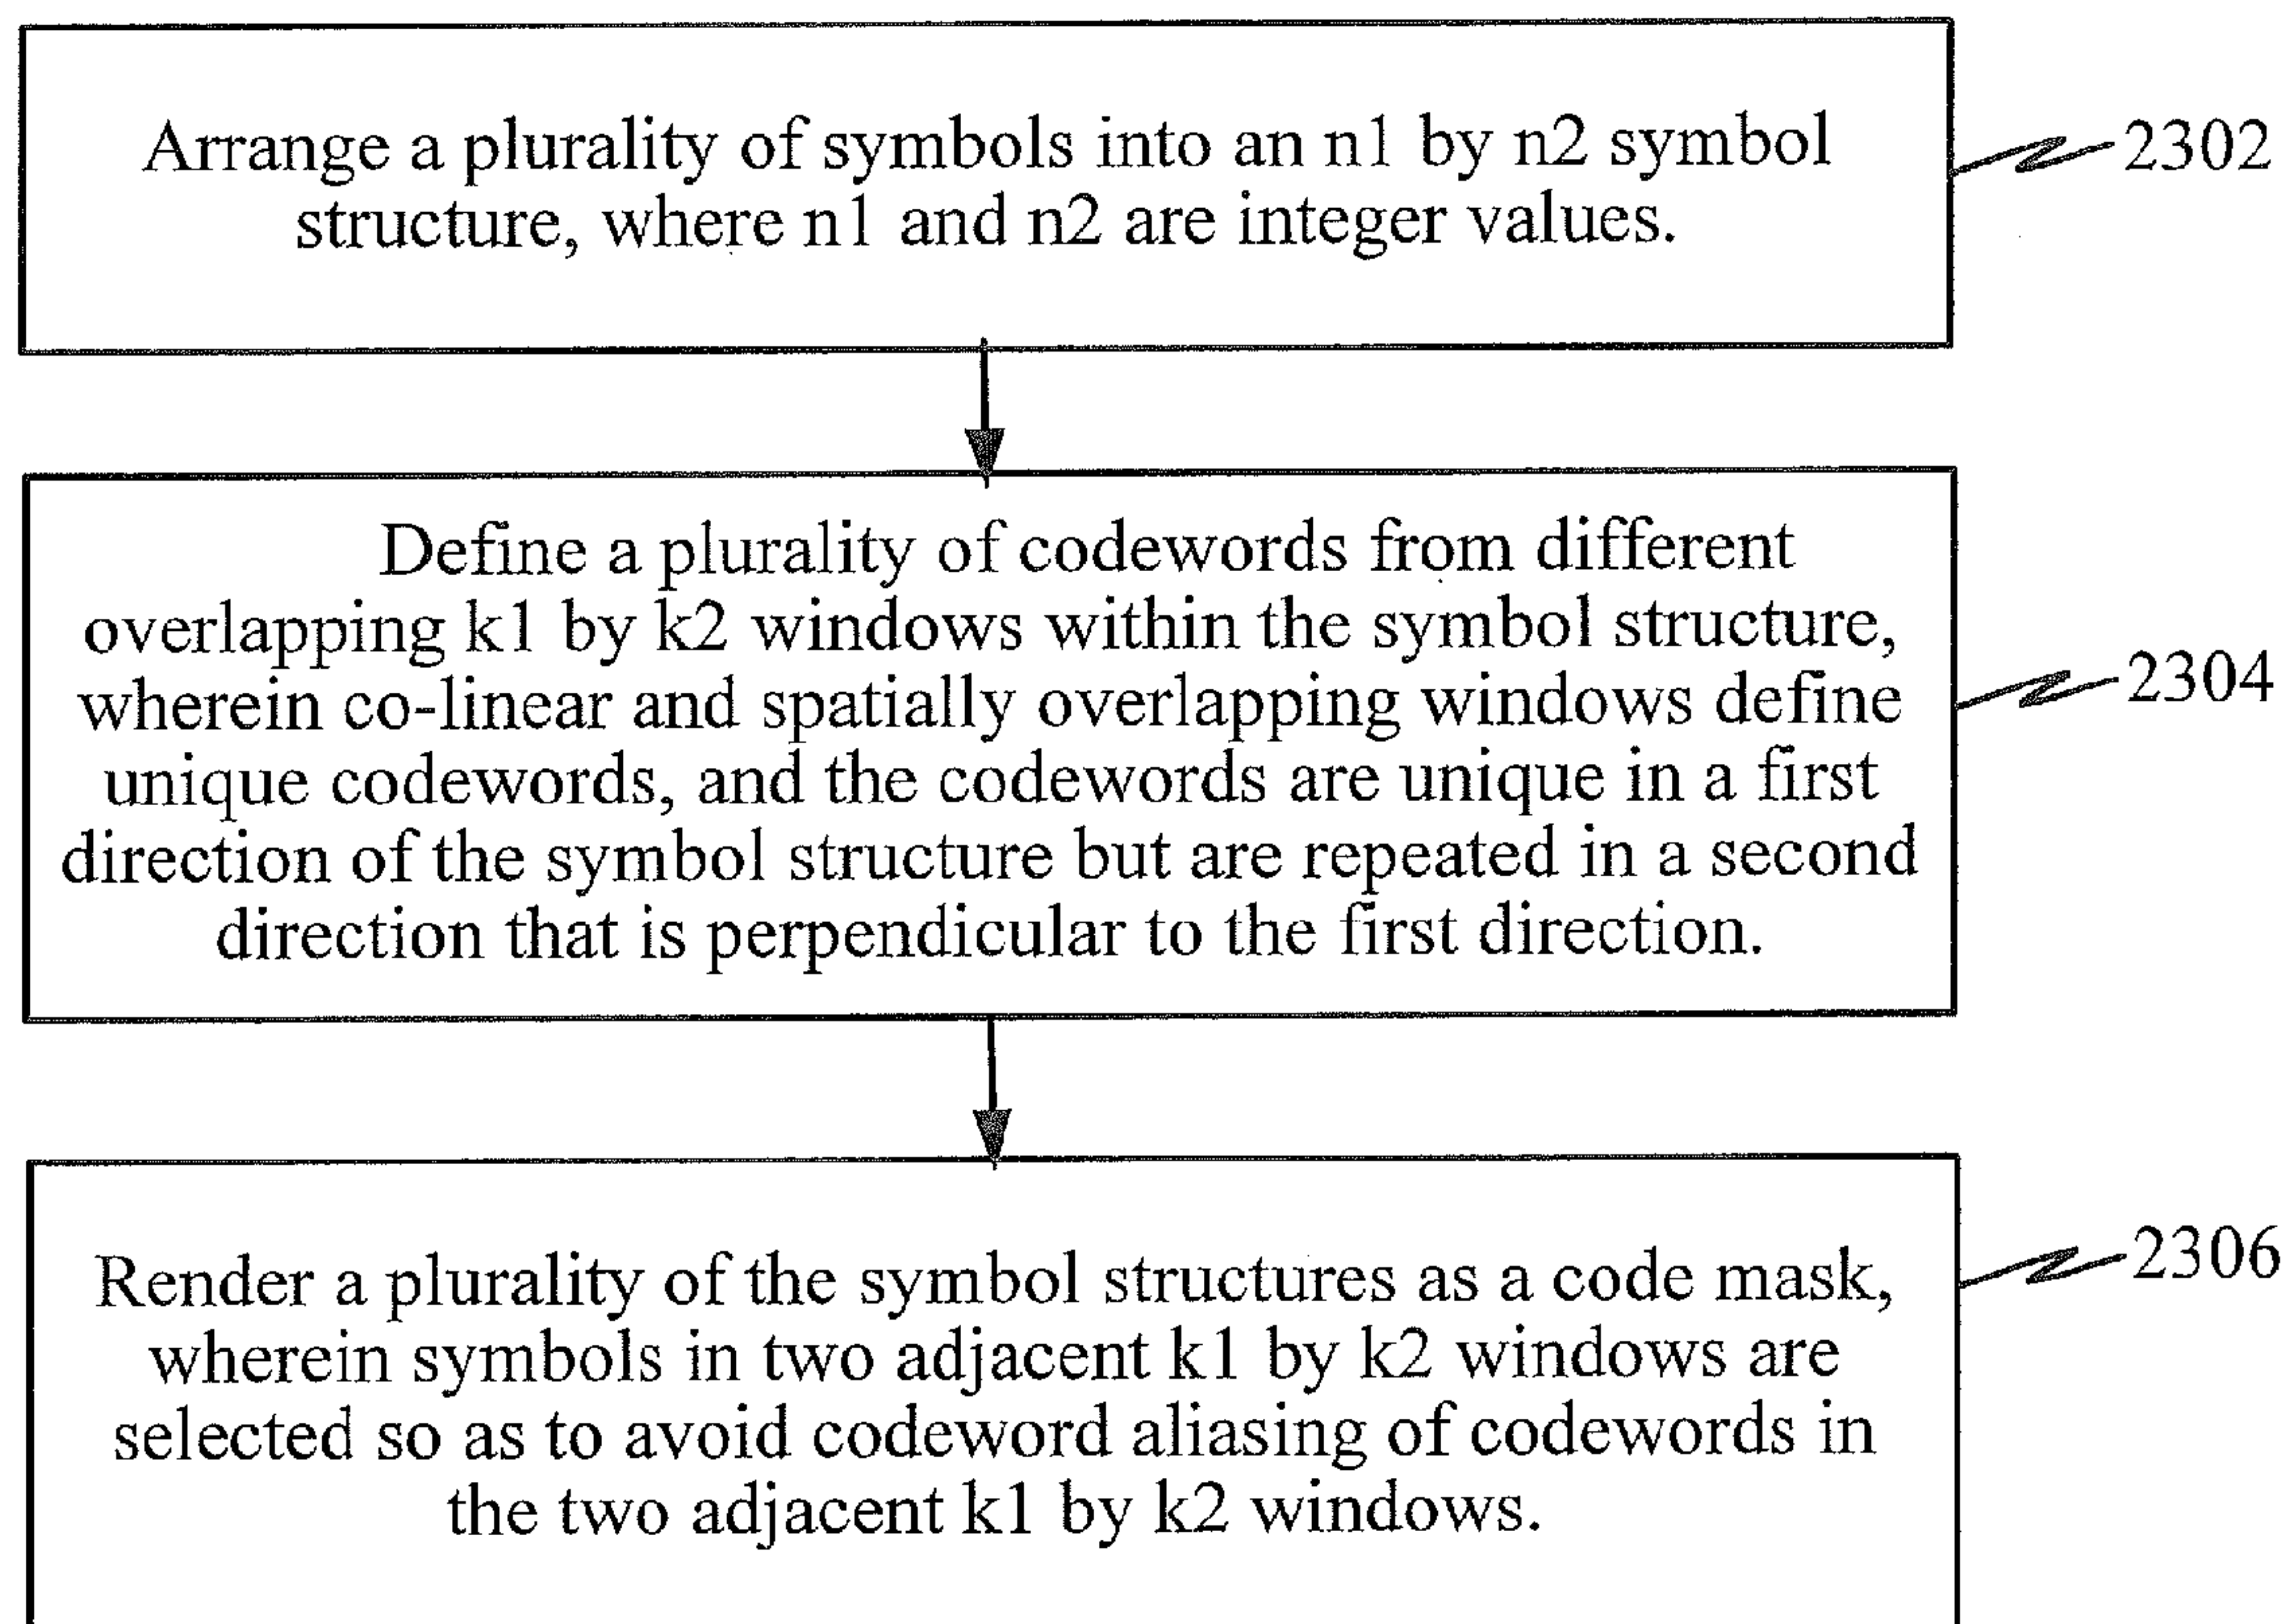 Arrange a plurality of symbols into an n1 by n2 symbol
structure, where n1 and n2 are integer values.
2302
Define a plurality of codewords from different
overlapping k1 by k2 windows within the symbol structure,
wherein co-linear and spatially overlapping windows define
unique codewords, and the codewords are unique in a first
direction of the symbol structure but are repeated in a second
direction that is perpendicular to the first direction.
2304
Render a plurality of the symbol structures as a code mask,
wherein symbols in two adjacent k1 by k2 windows are
selected so as to avoid codeword aliasing of codewords in
the two adjacent k1 by k2 windows.
2306